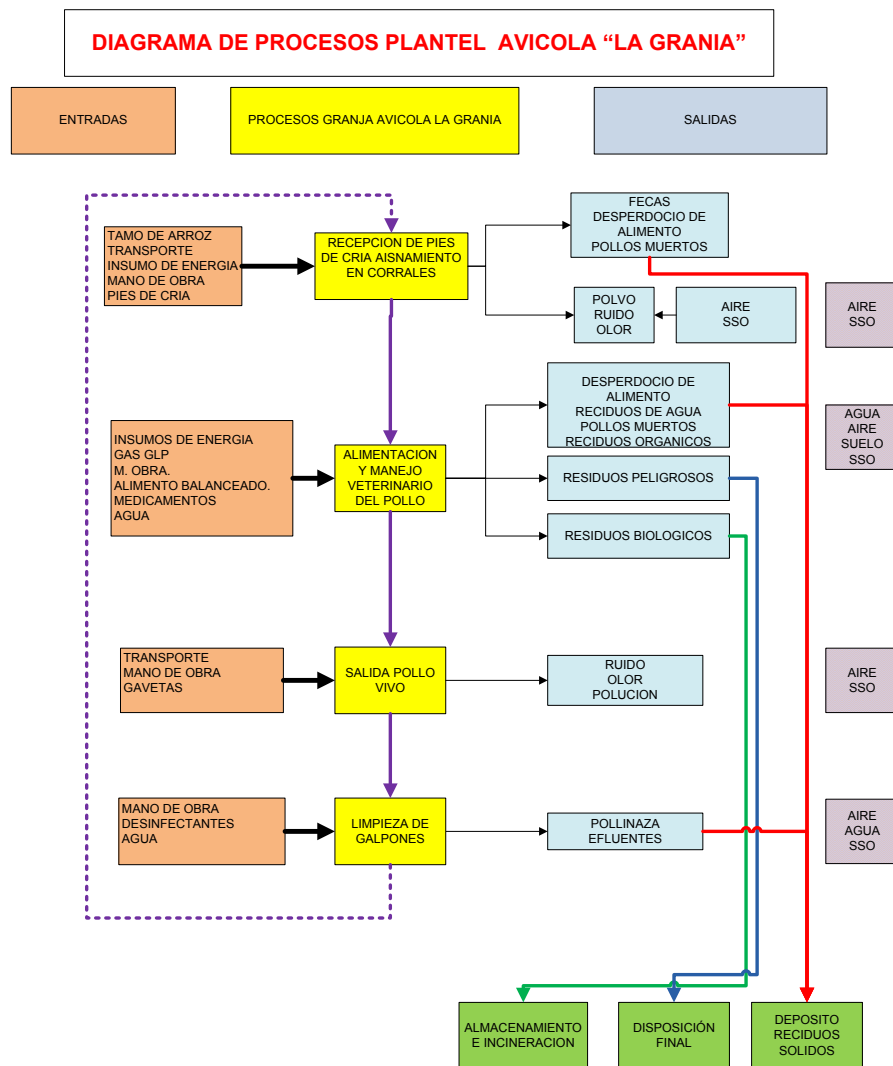 DIAGRAMA DE PROCESOS PLANTEL AVICOLA “LA GRANIA”
ENTRADAS
PROCESOS GRANJA AVICOLA LA GRANIA
SALIDAS
TAMO DE ARROZ
TRANSPORTE
INSUMO DE ENERGIA
MANO DE OBRA
PIES DE CRIA
RECEPCION DE PIES
DE CRIA AISNAMIENTO
EN CORRALES
FECAS
DESPERDOCIO DE
ALIMENTO
POLLOS MUERTOS
POLVO
RUIDO
OLOR
AIRE
SSO
AIRE
SSO
INSUMOS DE ENERGIA
GAS GLP
M. OBRA.
ALIMENTO BALANCEADO.
MEDICAMENTOS
AGUA
ALIMENTACION
Y MANEJO
VETERINARIO
DEL POLLO
DESPERDOCIO DE
ALIMENTO
RECIDUOS DE AGUA
POLLOS MUERTOS
RECIDUOS ORGANICOS
RESIDUOS PELIGROSOS
RESIDUOS BIOLOGICOS
AGUA
AIRE
SUELO
SSO
TRANSPORTE
MANO DE OBRA
GAVETAS
SALIDA POLLO
VIVO
RUIDO
OLOR
POLUCION
AIRE
SSO
MANO DE OBRA
DESINFECTANTES
AGUA
LIMPIEZA DE
GALPONES
POLLINAZA
EFLUENTES
AIRE
AGUA
SSO
ALMACENAMIENTO
E INCINERACION
DISPOSICIÓN
FINAL
DEPOSITO
RECIDUOS
SOLIDOS